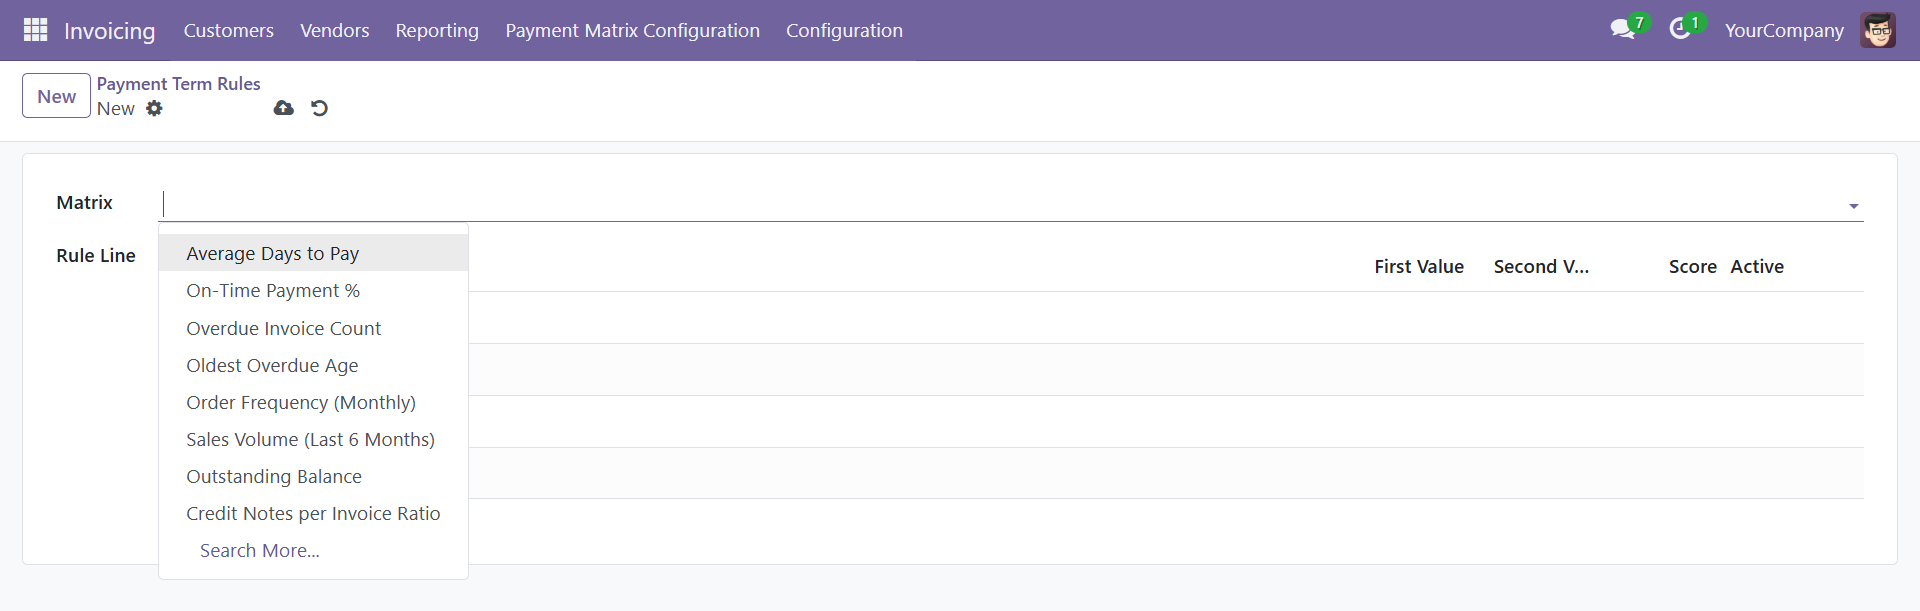 Invoicing Customers Vendors Reporting Payment Matrix Configuration Configuration 7 1 YourCompany
New Payment Term Rules
New
Matrix
Rule Line First Value Second V... Score Active
Average Days to Pay
On-Time Payment %
Overdue Invoice Count
Oldest Overdue Age
Order Frequency (Monthly)
Sales Volume (Last 6 Months)
Outstanding Balance
Credit Notes per Invoice Ratio
Search More...